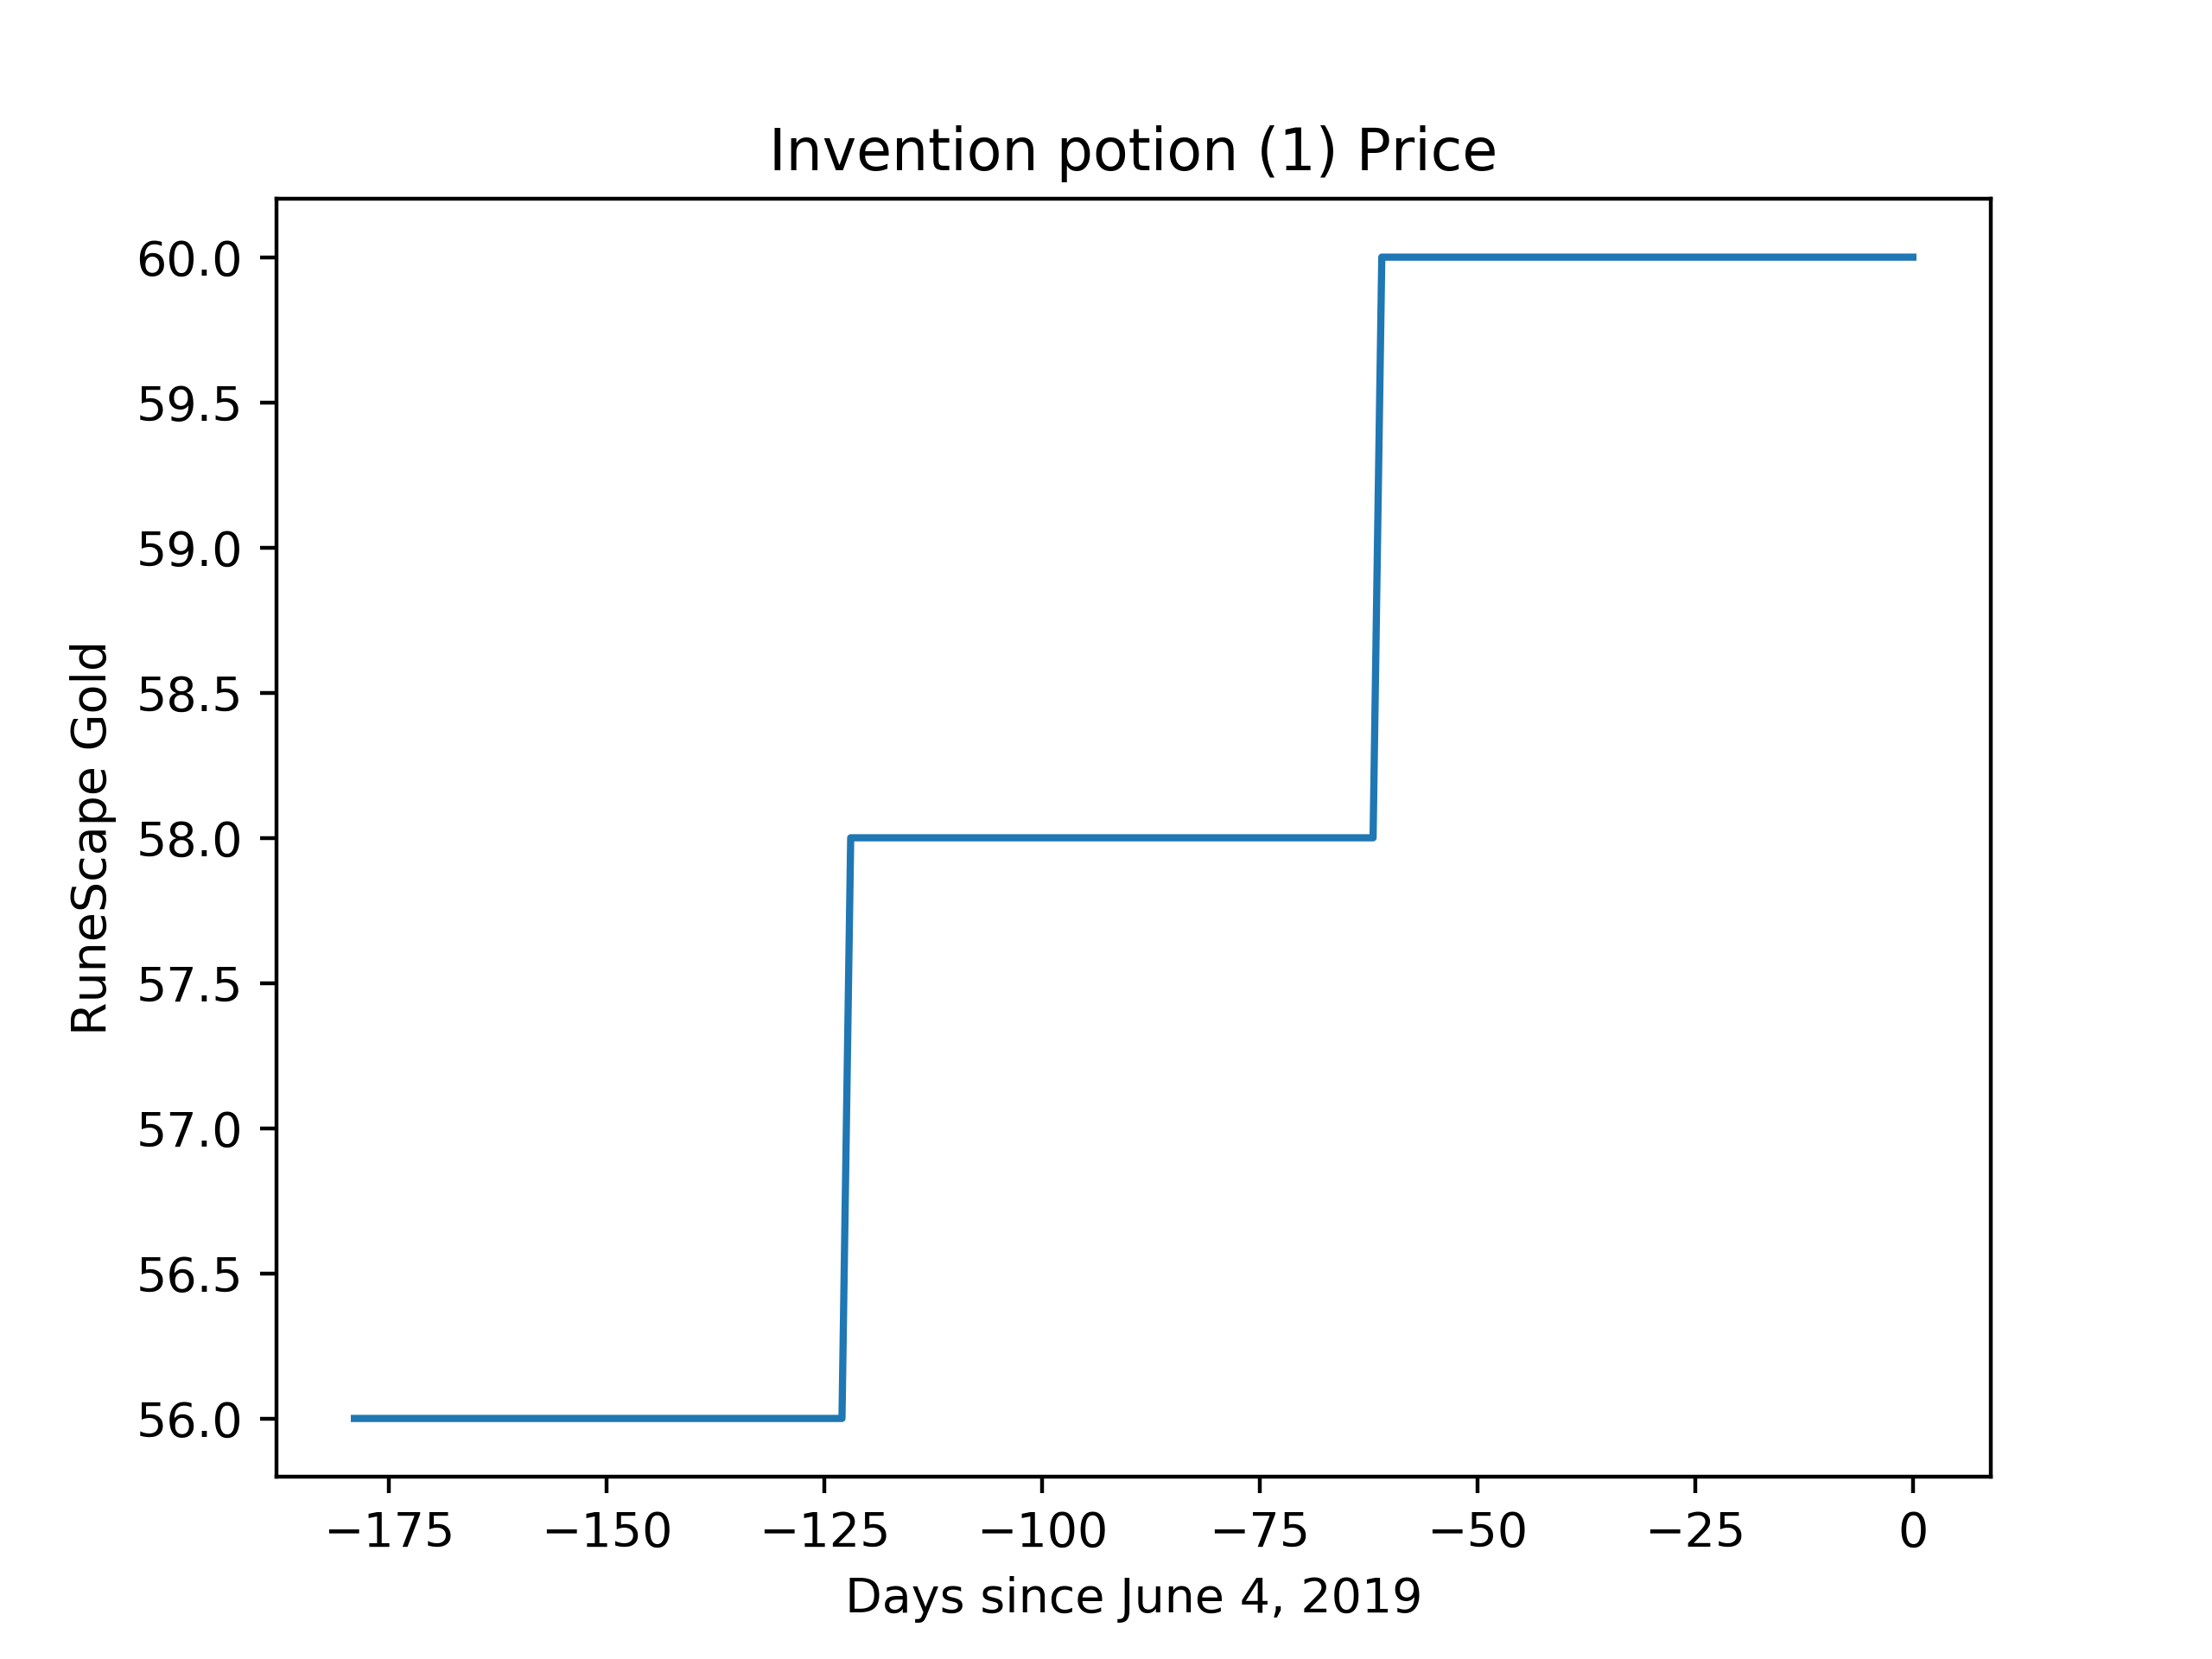 Invention potion (1) Price
RuneScape Gold
60.0
59.5
59.0
58.5
58.0
57.5
57.0
56.5
56.0
−175 −150 −125 −100 −75 −50 −25 0
Days since June 4, 2019